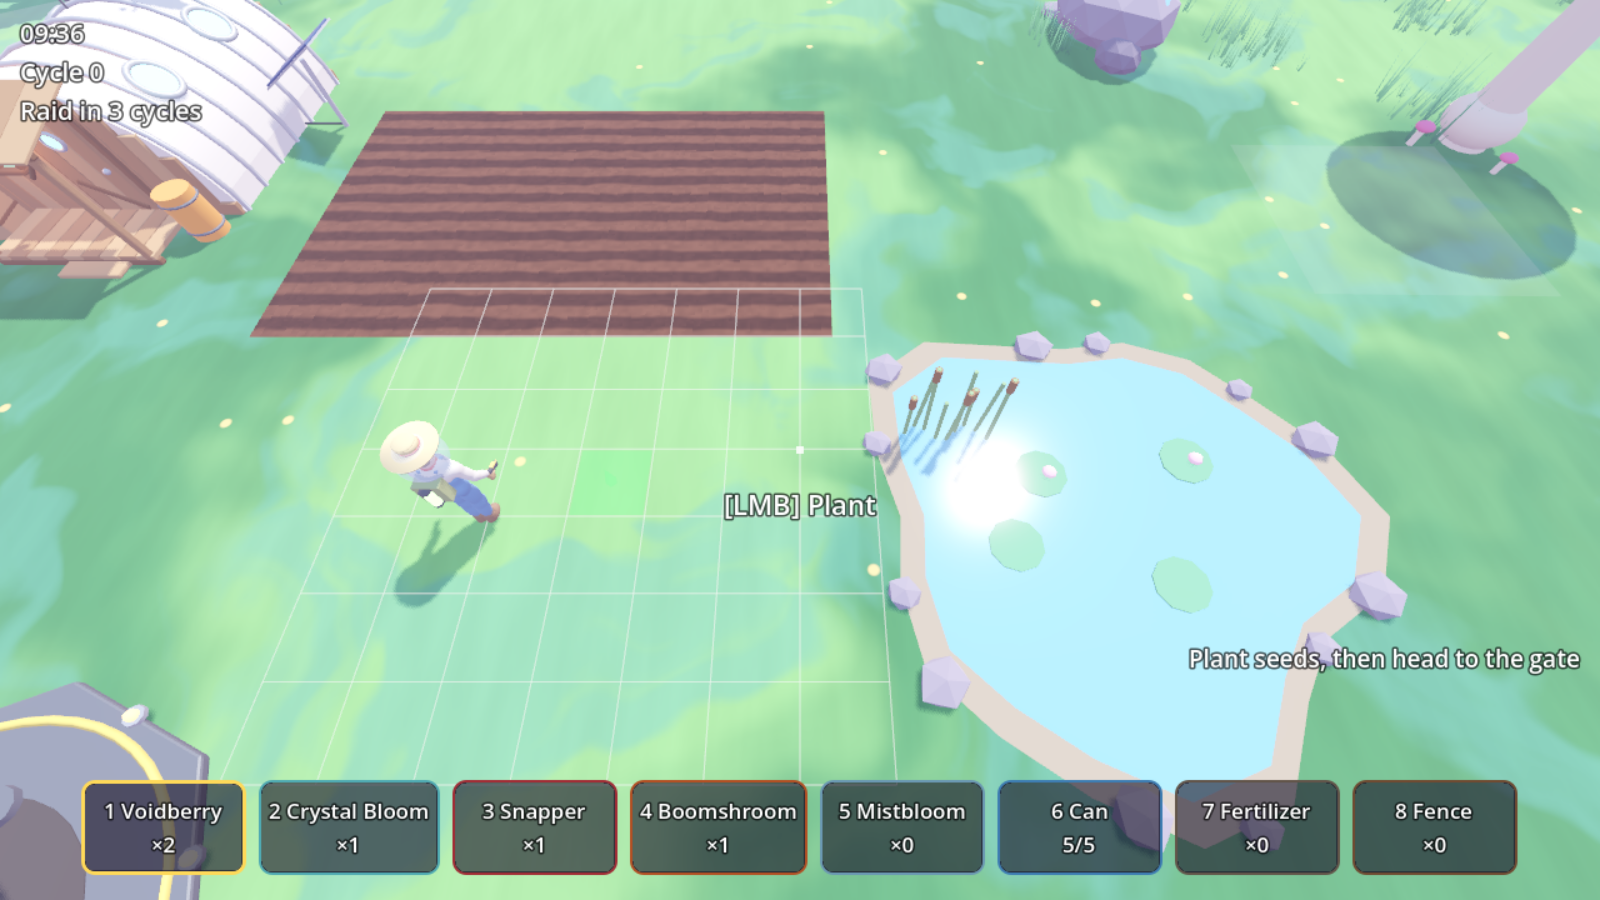 09:36
Cycle 0
Raid in 3 cycles
[LMB] Plant
Plant seeds, then head to the gate
1 Voidberry
×2
2 Crystal Bloom
×1
3 Snapper
×1
4 Boomshroom
×1
5 Mistbloom
×0
6 Can
5/5
7 Fertilizer
×0
8 Fence
×0